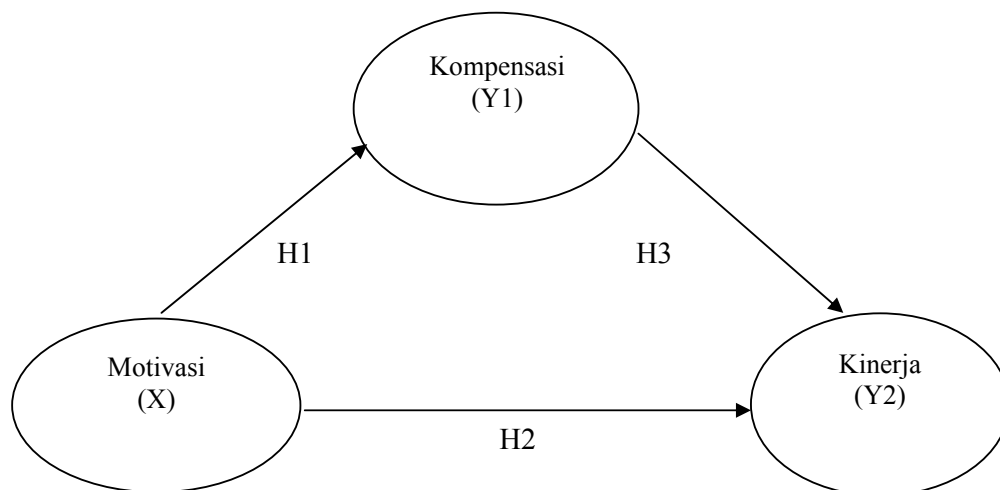 Kompensasi
(Y1)
H1
H3
Motivasi
(X)
Kinerja
(Y2)
H2